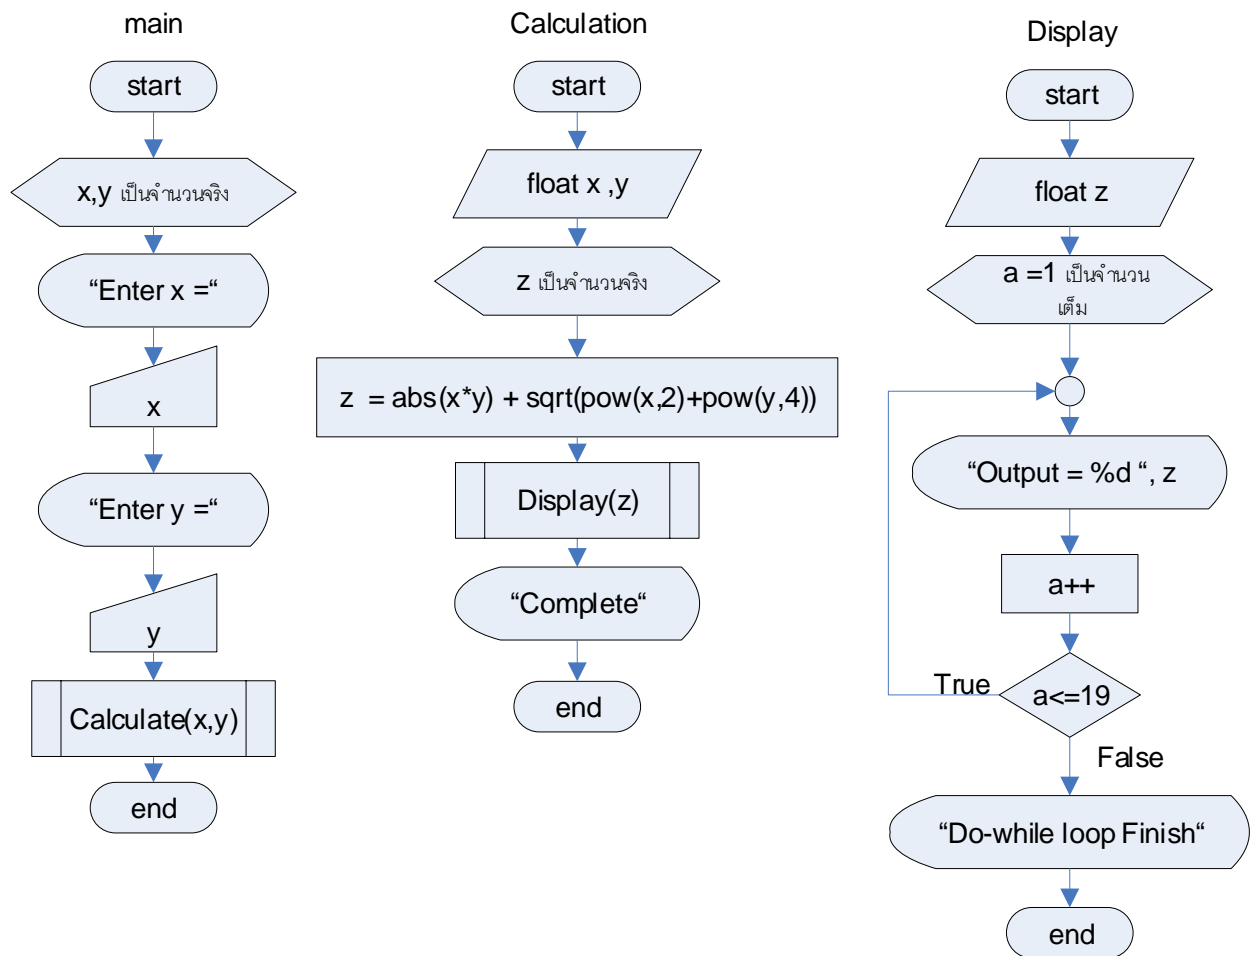 main
start
x,y เป็นจำนวนจริง
“Enter x =“
x
“Enter y =“
y
Calculate(x,y)
end
Calculation
start
float x ,y
z เป็นจำนวนจริง
z = abs(x*y) + sqrt(pow(x,2)+pow(y,4))
Display(z)
“Complete“
end
Display
start
float z
a =1 เป็นจำนวน
เต็ม
“Output = %d “, z
a++
a<=19
True
False
“Do-while loop Finish“
end